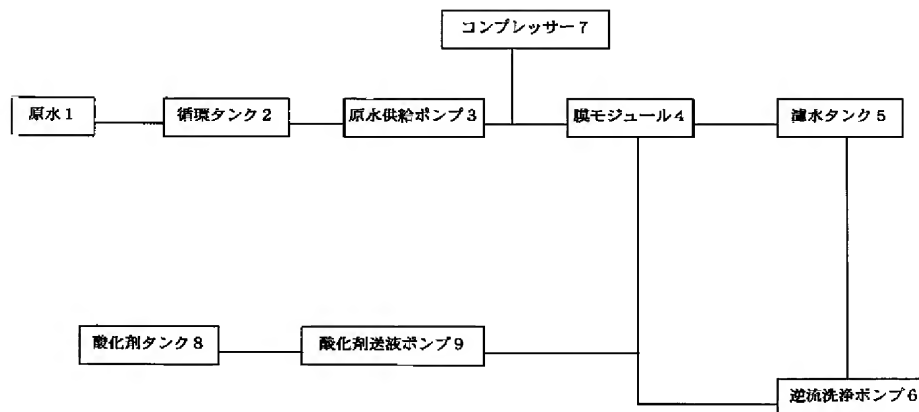 コンプレッサー７
原水１
循環タンク２
原水供給ポンプ３
膜モジュール４
濾水タンク５
酸化剤タンク８
酸化剤送液ポンプ９
逆流洗浄ポンプ６